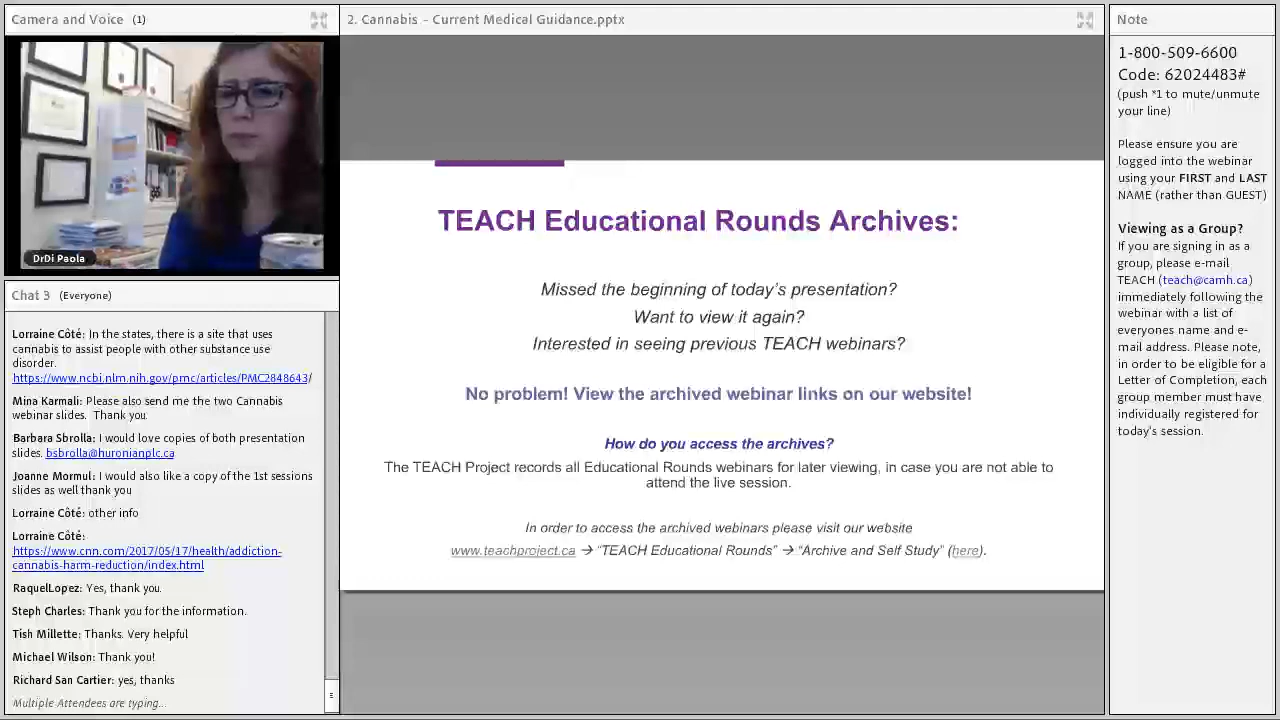 Camera and Voice (1)
DrDi Paola
Chat 3 (Everyone)
Lorraine Côté: In the states, there is a site that uses
cannabis to assist people with other substance use
disorder.
https://www.ncbi.nlm.nih.gov/pmc/articles/PMC2848643/
Mina Karmali: Please also send me the two Cannabis
webinar slides. Thank you.
Barbara Sbrolla: I would love copies of both presentation
slides. bsbrolla@huronianplc.ca
Joanne Mormul: I would also like a copy of the 1st sessions
slides as well thank you
Lorraine Côté: other info
Lorraine Côté:
https://www.cnn.com/2017/05/17/health/addiction-
cannabis-harm-reduction/index.html
RaquelLopez: Yes, thank you.
Steph Charles: Thank you for the information.
Tish Millette: Thanks. Very helpful
Michael Wilson: Thank you!
Richard San Cartier: yes, thanks
Multiple Attendees are typing...
2. Cannabis - Current Medical Guidance.pptx
TEACH Educational Rounds Archives:
Missed the beginning of today's presentation?
Want to view it again?
Interested in seeing previous TEACH webinars?
No problem! View the archived webinar links on our website!
How do you access the archives?
The TEACH Project records all Educational Rounds webinars for later viewing, in case you are not able to
attend the live session.
In order to access the archived webinars please visit our website
www.teachproject.ca → "TEACH Educational Rounds" → "Archive and Self Study" (here).
Note
1-800-509-6600
Code: 62024483#
(push *1 to mute/unmute
your line)
Please ensure you are
logged into the webinar
using your FIRST and LAST
NAME (rather than GUEST)
Viewing as a Group?
If you are signing in as a
group, please e-mail
TEACH (teach@camh.ca)
immediately following the
webinar with a list of
everyones name and e-
mail address. Please note,
in order to be eligible for a
Letter of Completion, each
group member must have
individually registered for
today's session.